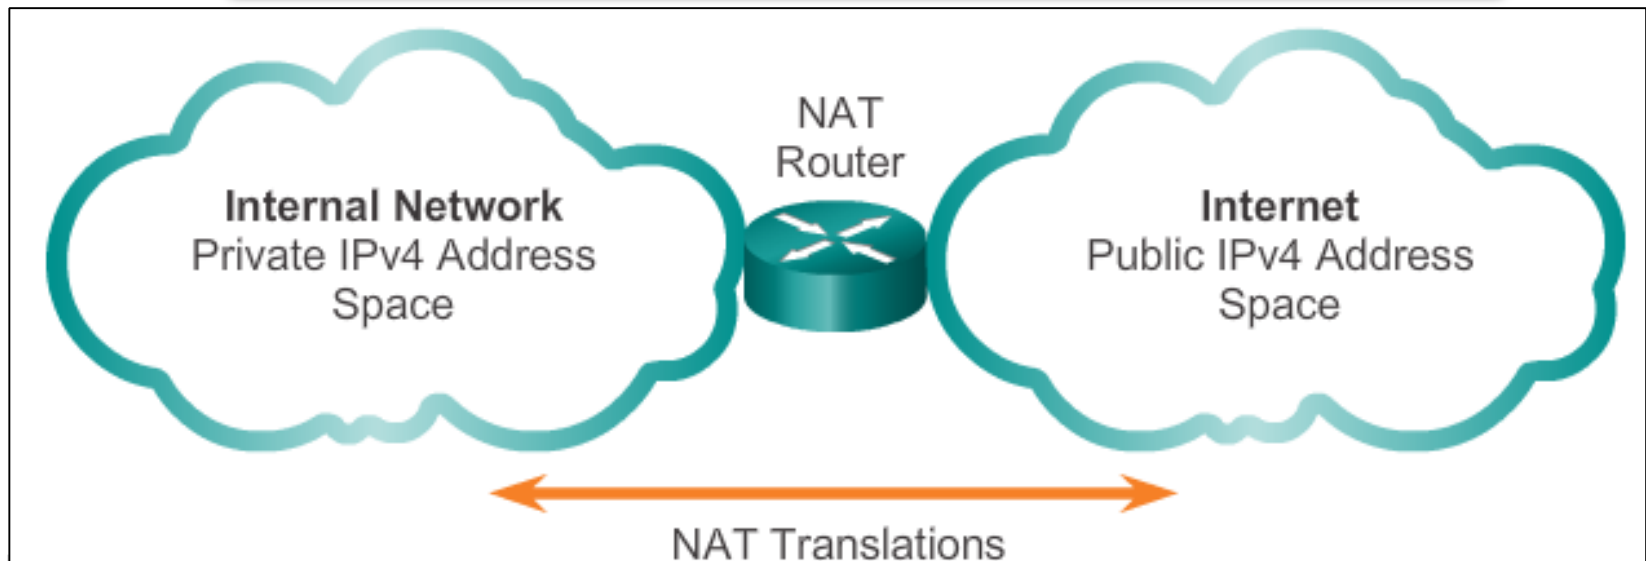 NAT
Router
Internal Network
Private IPv4 Address
Space
Internet
Public IPv4 Address
Space
NAT Translations